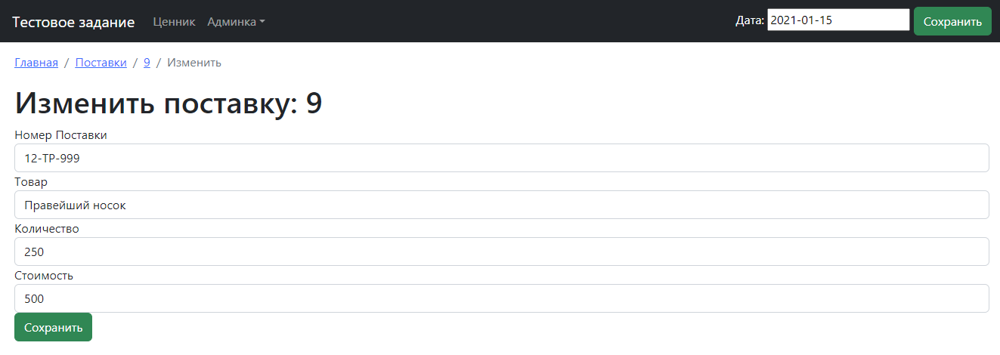 Тестовое задание Ценник Админка Дата: 2021-01-15 Сохранить
Главная / Поставки / 9 / Изменить
Изменить поставку: 9
Номер Поставки
12-ТР-999
Товар
Правейший носок
Количество
250
Стоимость
500
Сохранить